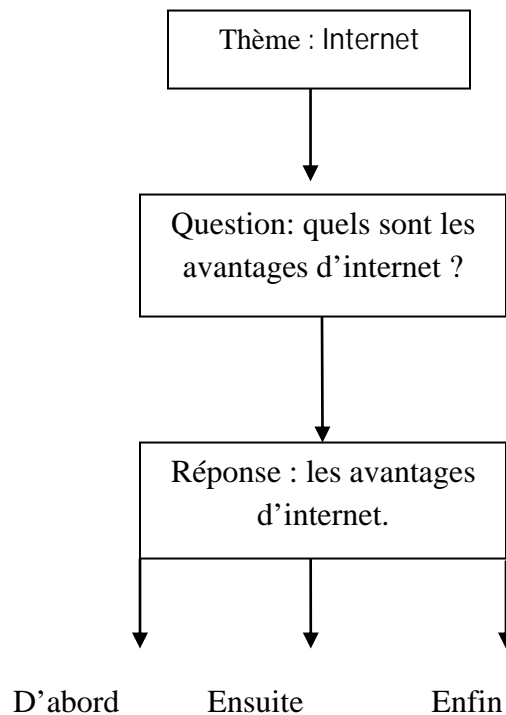 Thème : Internet
Question: quels sont les
avantages d’internet ?
Réponse : les avantages
d’internet.
D’abord Ensuite Enfin